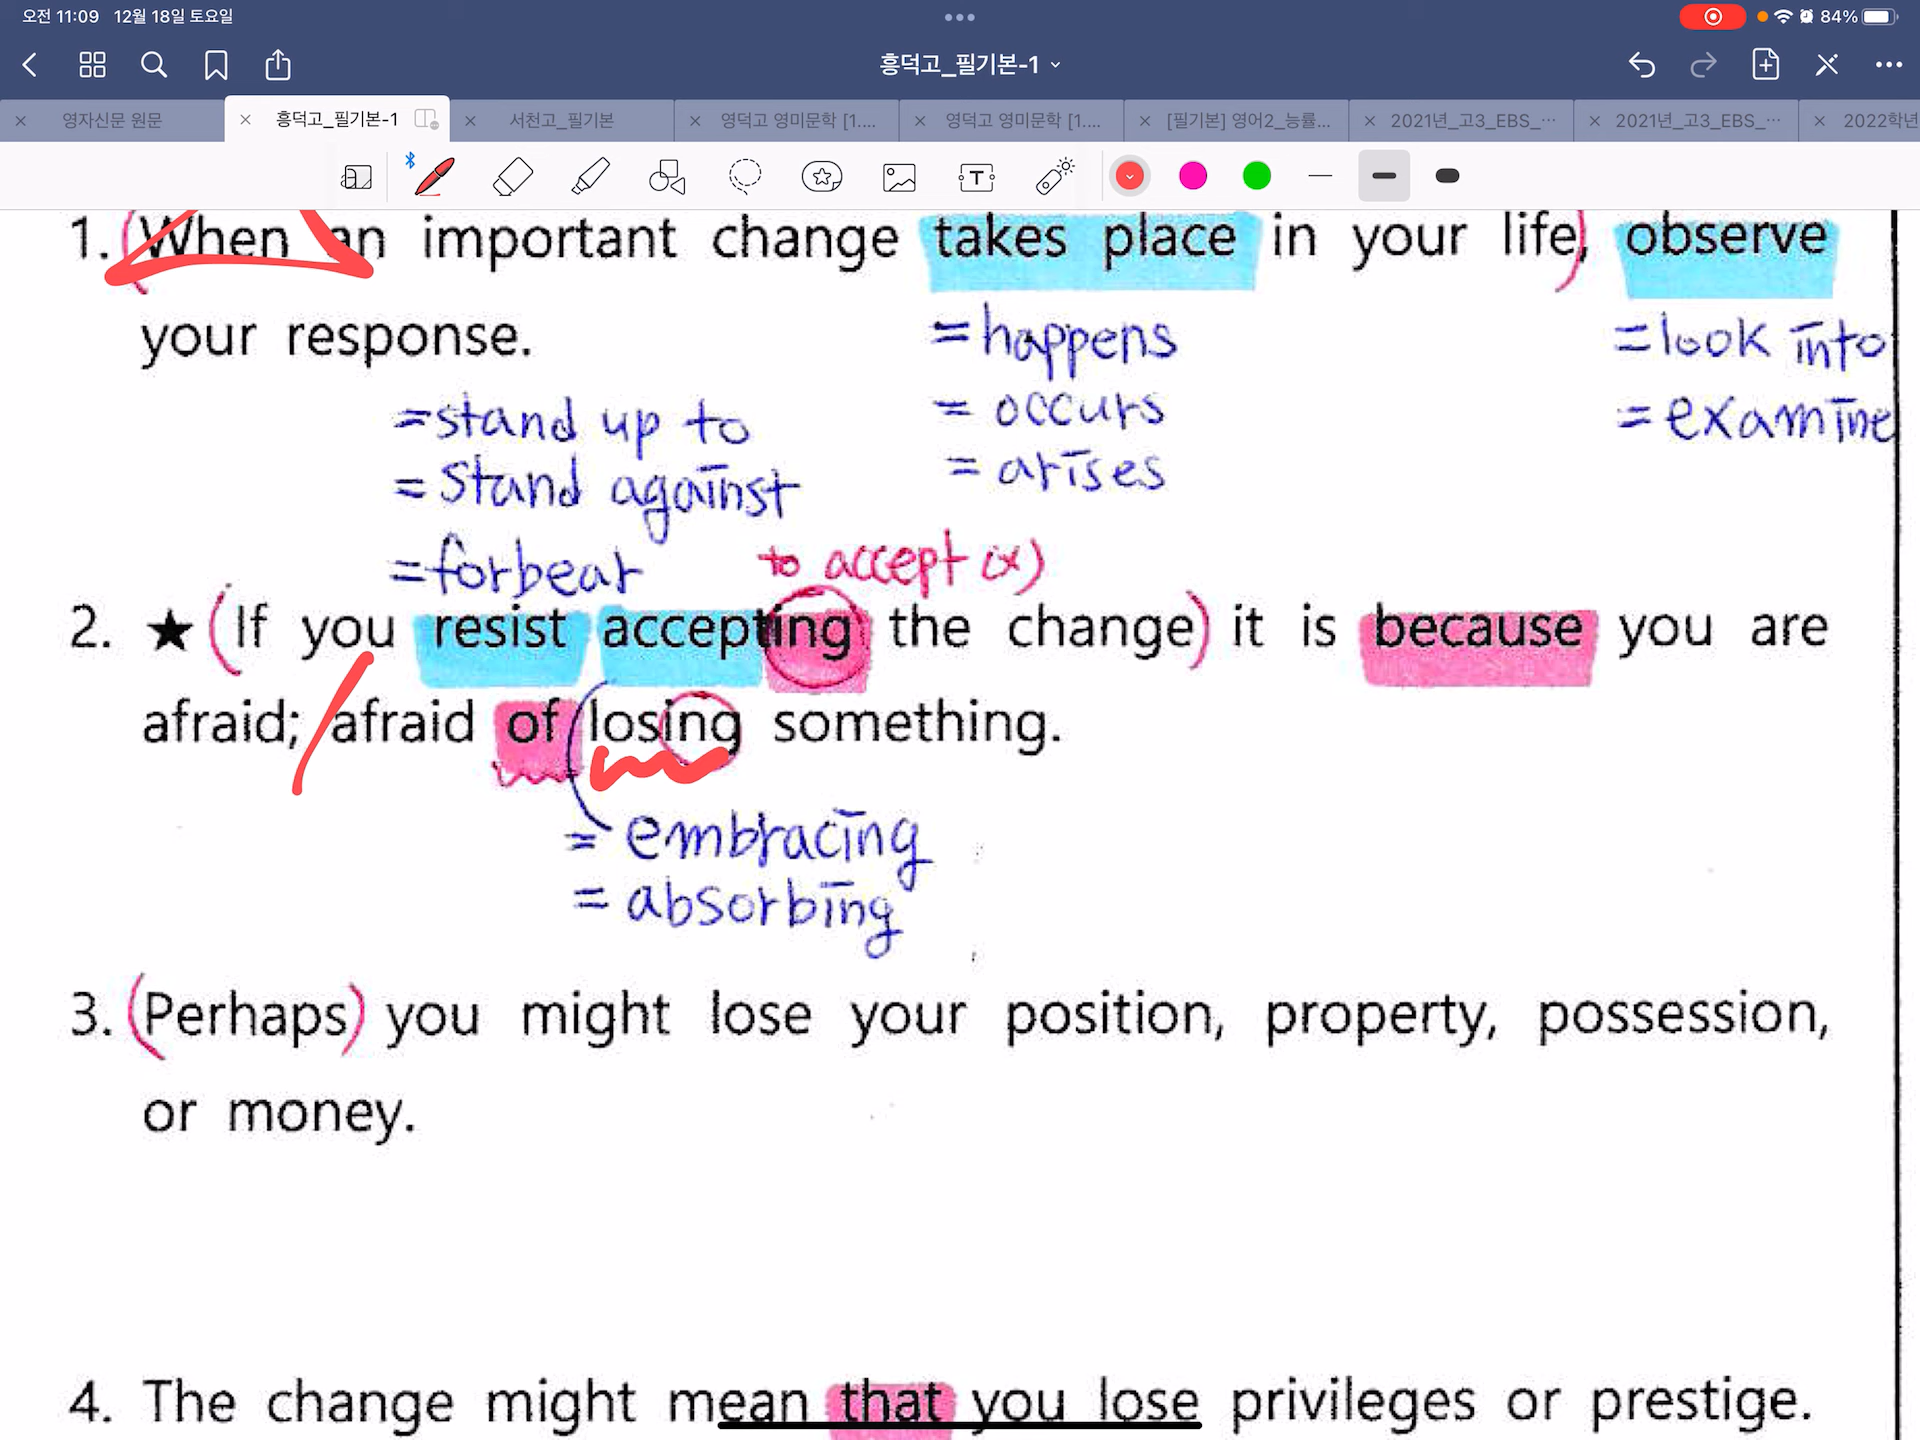 오전 11:09 12월 18일 토요일
84%
흥덕고_필기본-1
영자신문 원문
흥덕고_필기본-1
서천고_필기본
영덕고 영미문학 [1....
영덕고 영미문학 [1....
[필기본] 영어2_능률...
2021년_고3_EBS_...
2021년_고3_EBS_...
2022학년
1. (When an important change takes place in your life), observe
your response.
= happens
= occurs
= arises
= look into
= examine
= stand up to
= stand against
= forbear
to accept (x)
2. ★ (If you resist accepting the change) it is because you are
afraid; / afraid of losing something.
= embracing
= absorbing
3. (Perhaps) you might lose your position, property, possession,
or money.
4. The change might mean that you lose privileges or prestige.